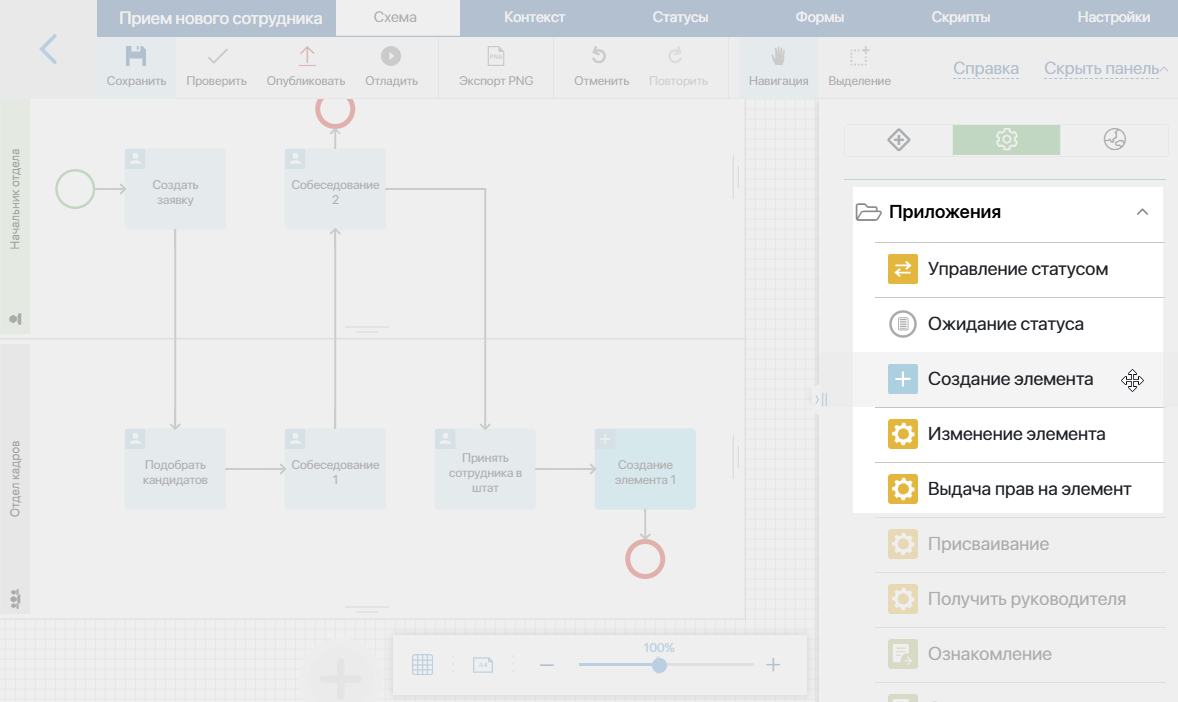 Прием нового сотрудника
Схема
Контекст
Статусы
Формы
Скрипты
Настройки
Сохранить
Проверить
Опубликовать
Отладить
PNG
Экспорт PNG
Отменить
Повторить
Навигация
Выделение
Справка
Скрыть панель
Начальник отдела
Создать
заявку
Собеседование
2
Отдел кадров
Подобрать
кандидатов
Собеседование
1
Принять
сотрудника в
штат
Создание
элемента 1
Приложения
Управление статусом
Ожидание статуса
Создание элемента
Изменение элемента
Выдача прав на элемент
Присваивание
Получить руководителя
Ознакомление
A4
100%